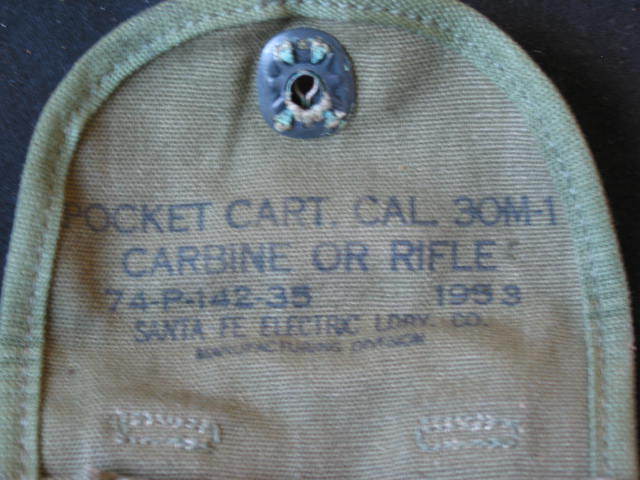 POCKET CART. CAL. 30M-1
CARBINE OR RIFLE
74-P-142-35 1953
SANTA FE ELECTRIC LDRY. CO.
MANUFACTURING DIVISION